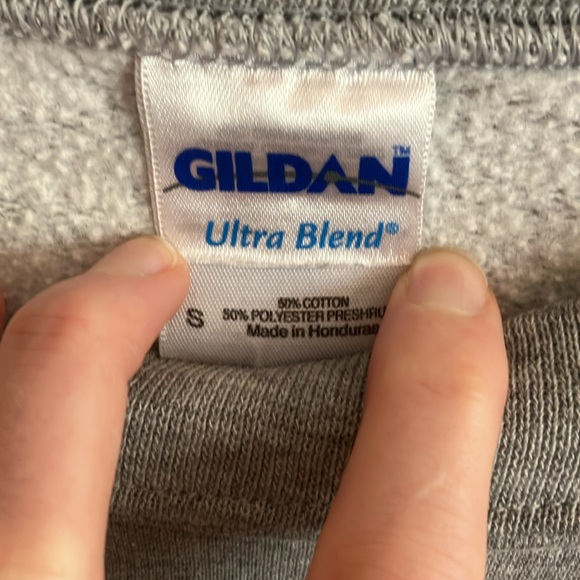 GILDAN™
Ultra Blend®
S
50% COTTON
50% POLYESTER
Made in Honduras